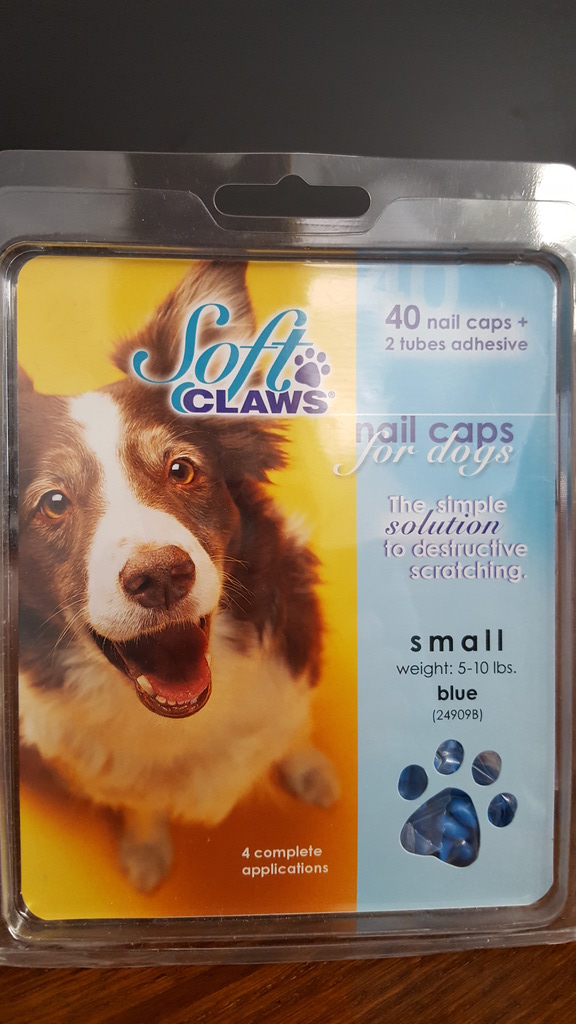 Soft
CLAWS®
40 nail caps +
2 tubes adhesive
nail caps
for dogs
The simple
solution
to destructive
scratching.
small
weight: 5-10 lbs.
blue
(24909B)
4 complete
applications